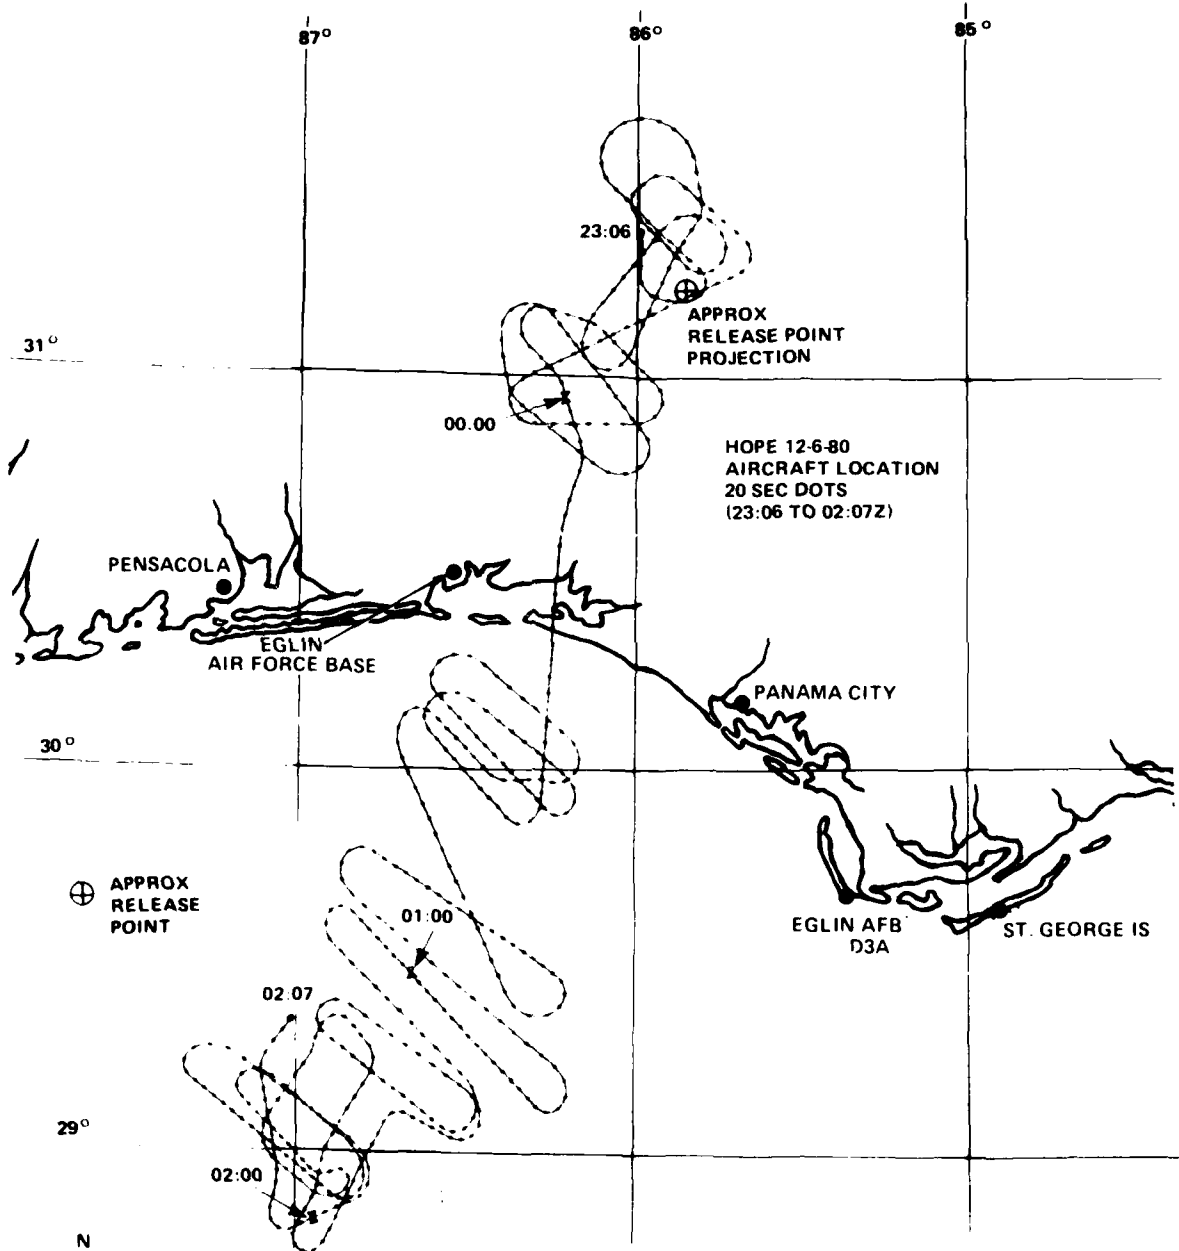 87°
86°
85°
23:06
APPROX
RELEASE POINT
PROJECTION
31°
00.00
HOPE 12-6-80
AIRCRAFT LOCATION
20 SEC DOTS
(23:06 TO 02:07Z)
PENSACOLA
EGLIN
AIR FORCE BASE
PANAMA CITY
30°
APPROX
RELEASE
POINT
01:00
EGLIN AFB
D3A
ST. GEORGE IS
02:07
29°
02:00
N